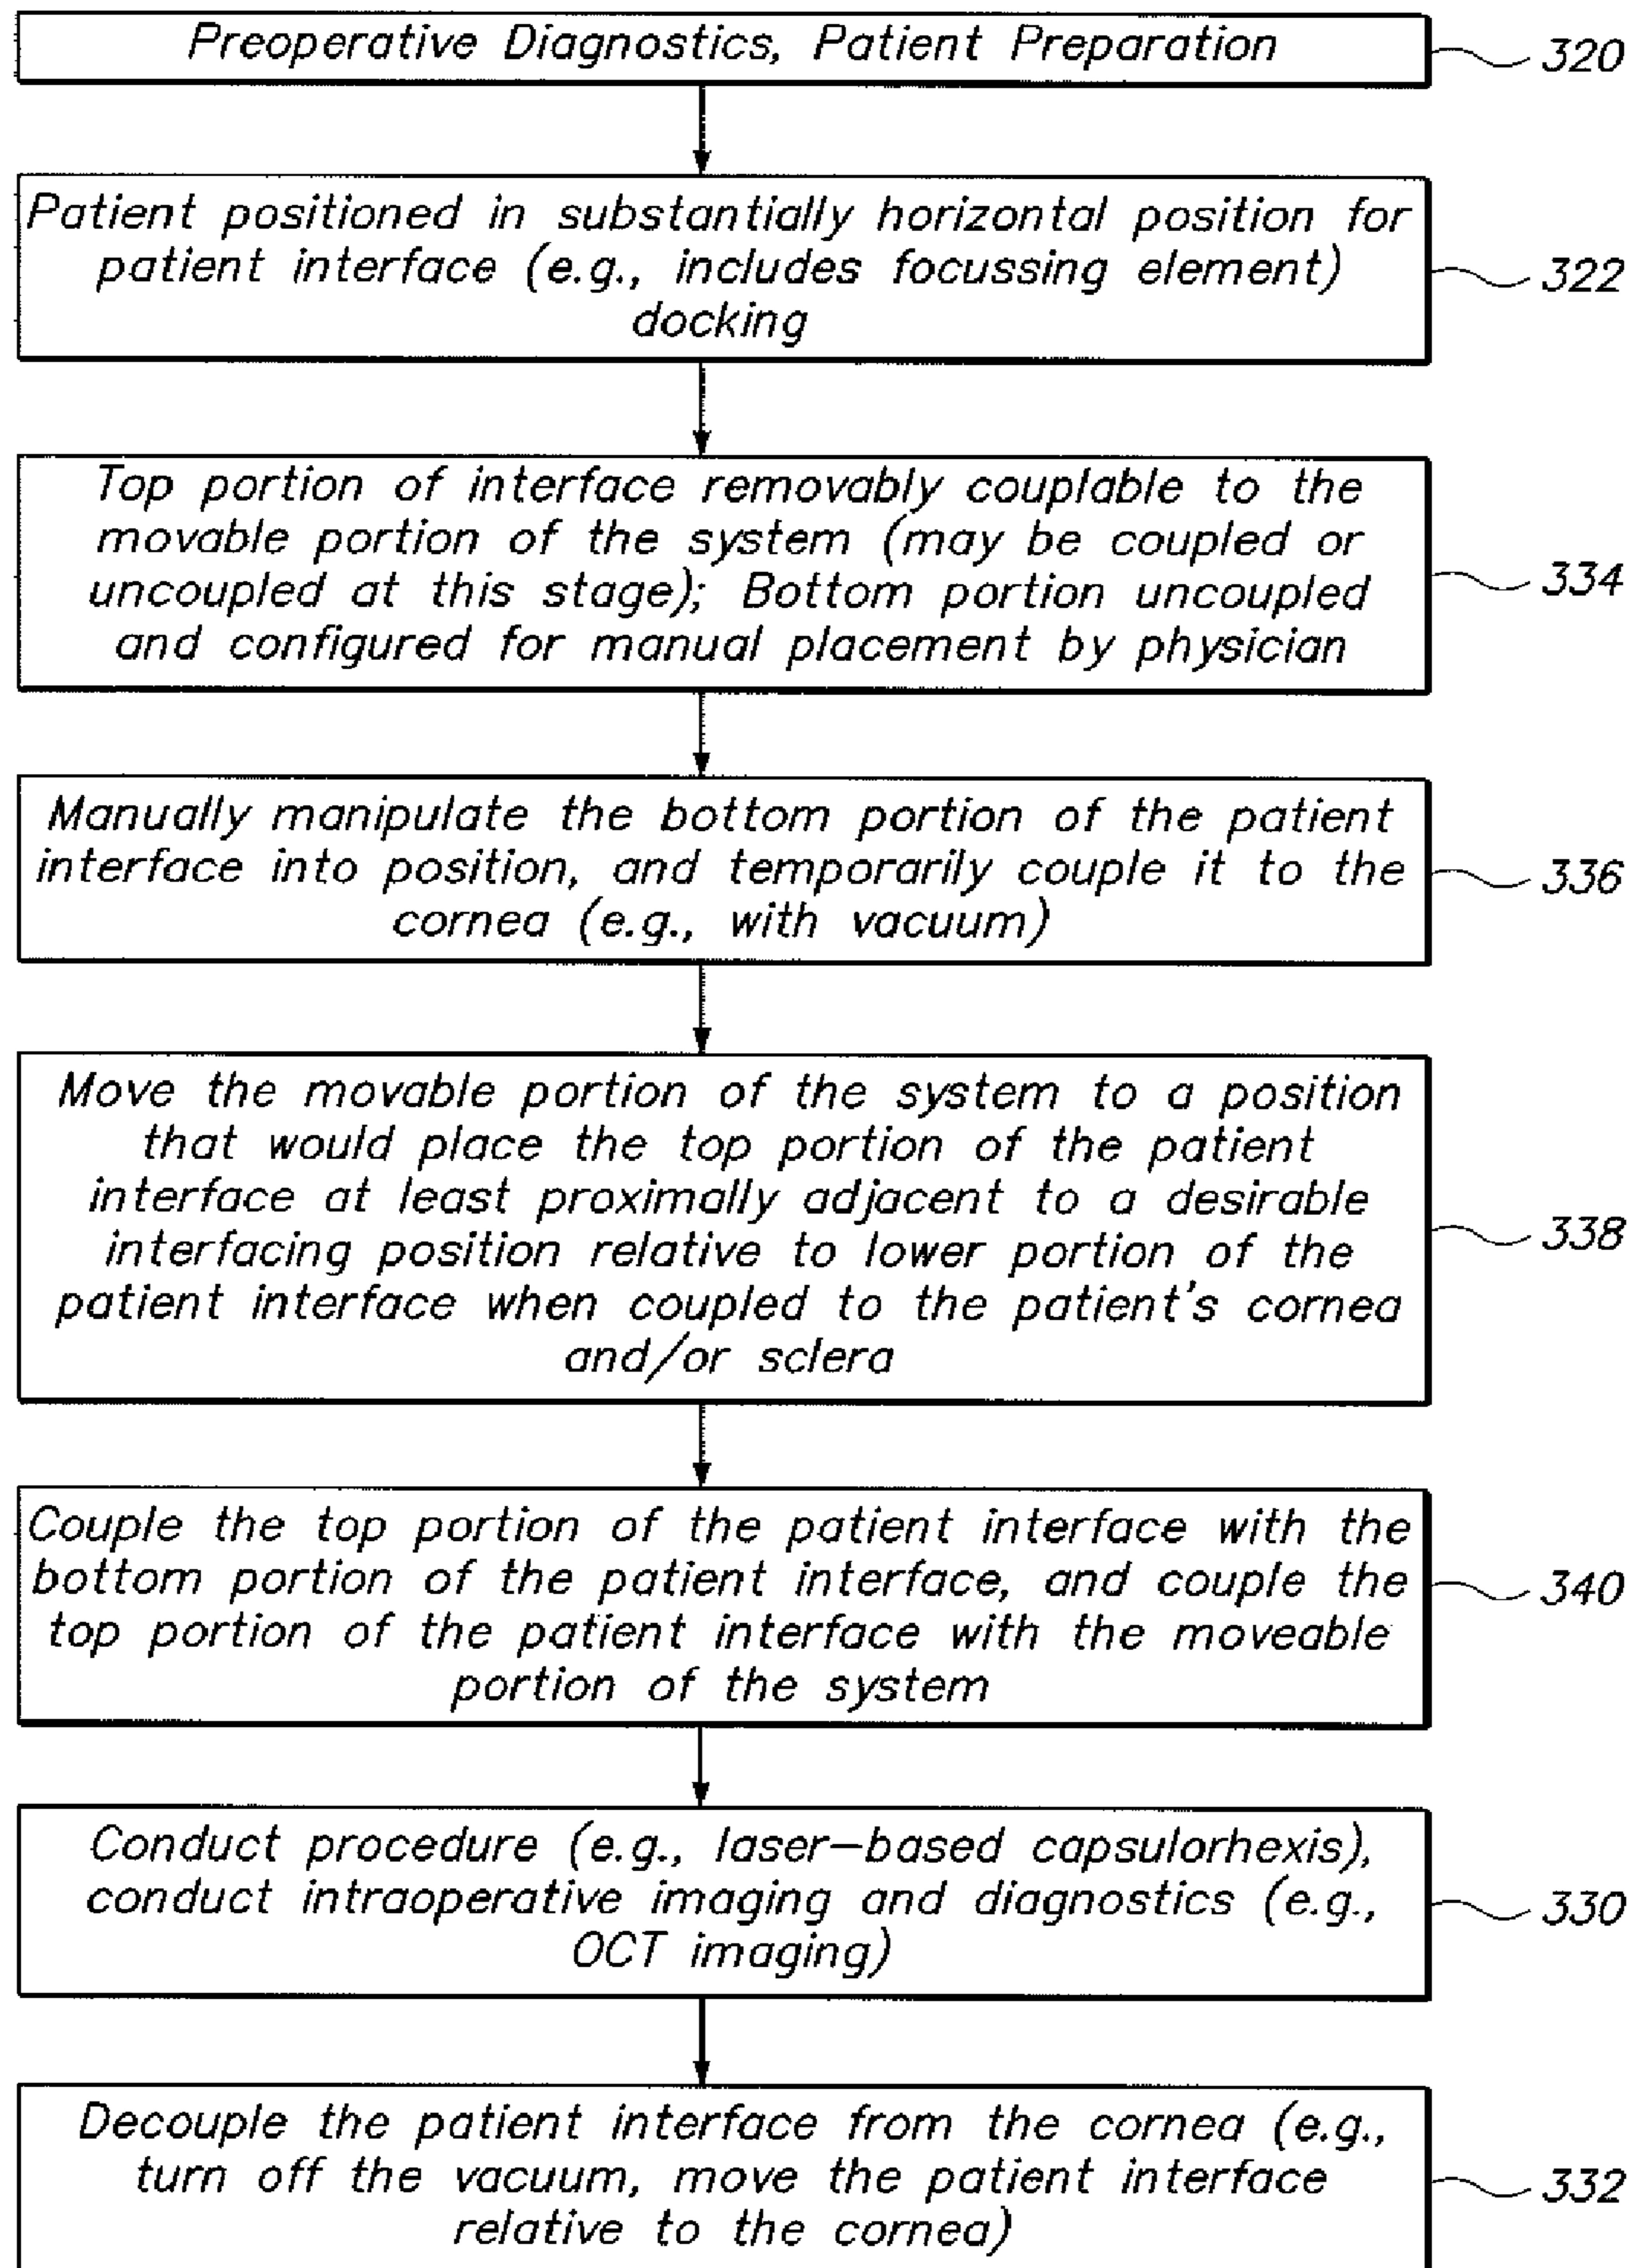 Preoperative Diagnostics, Patient Preparation
320
Patient positioned in substantially horizontal position for
patient interface (e.g., includes focussing element)
docking
322
Top portion of interface removably couplable to the
movable portion of the system (may be coupled or
uncoupled at this stage); Bottom portion uncoupled
and configured for manual placement by physician
334
Manually manipulate the bottom portion of the patient
interface into position, and temporarily couple it to the
cornea (e.g., with vacuum)
336
Move the movable portion of the system to a position
that would place the top portion of the patient
interface at least proximally adjacent to a desirable
interfacing position relative to lower portion of the
patient interface when coupled to the patient's cornea
and/or sclera
338
Couple the top portion of the patient interface with the
bottom portion of the patient interface, and couple the
top portion of the patient interface with the moveable
portion of the system
340
Conduct procedure (e.g., laser-based capsulorhexis),
conduct intraoperative imaging and diagnostics (e.g.,
OCT imaging)
330
Decouple the patient interface from the cornea (e.g.,
turn off the vacuum, move the patient interface
relative to the cornea)
332